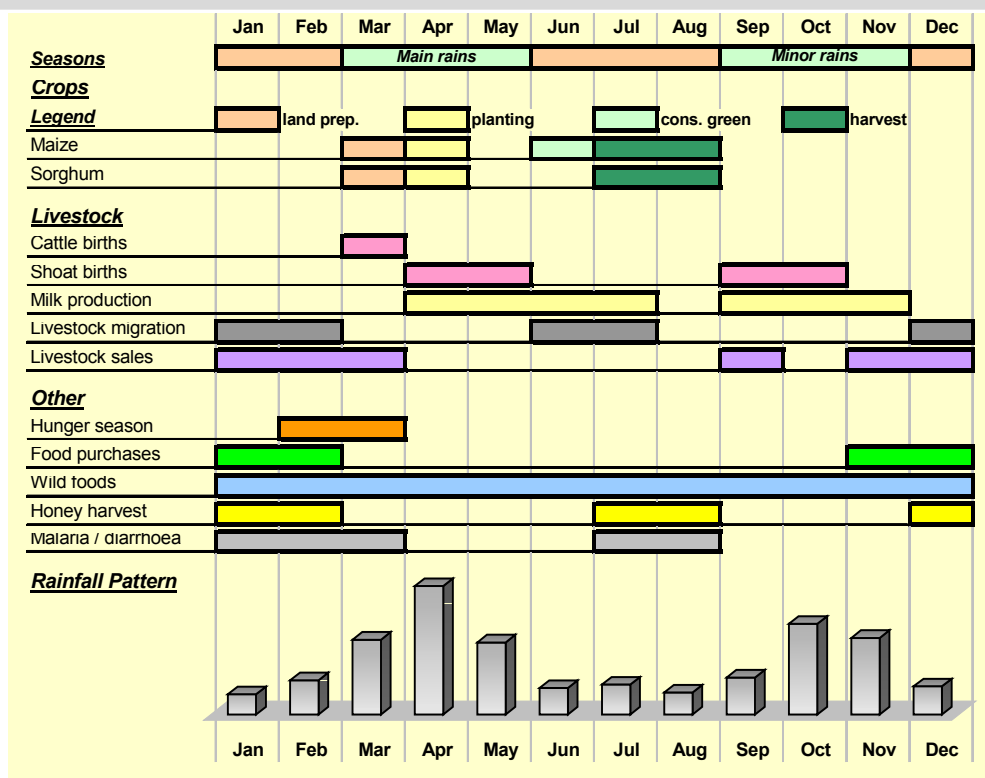 Jan Feb Mar Apr May Jun Jul Aug Sep Oct Nov Dec
Seasons Main rains Minor rains
Crops
Legend land prep. planting cons. green harvest
Maize
Sorghum
Livestock
Cattle births
Shoat births
Milk production
Livestock migration
Livestock sales
Other
Hunger season
Food purchases
Wild foods
Honey harvest
Malaria / diarrhoea
Rainfall Pattern
Jan Feb Mar Apr May Jun Jul Aug Sep Oct Nov Dec